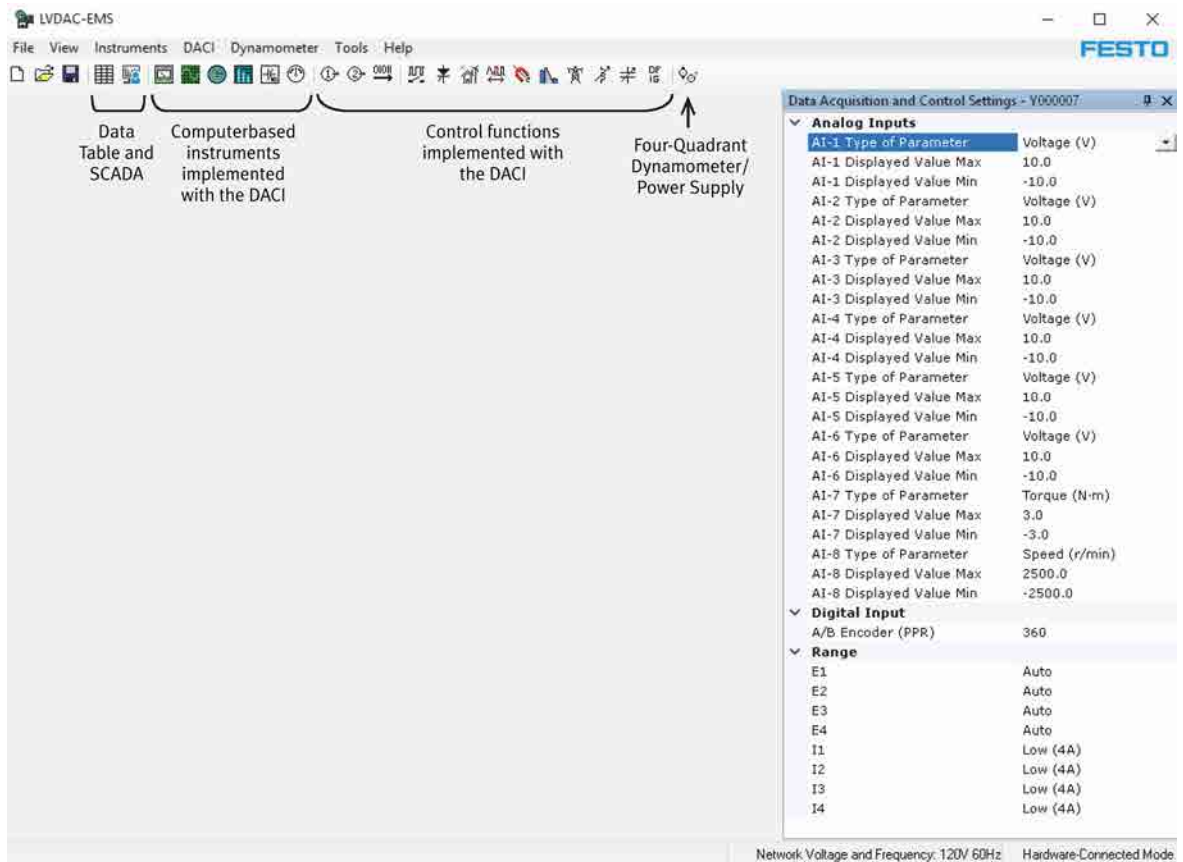 LVDAC-EMS
File View Instruments DACI Dynamometer Tools Help
FESTO
Data
Table and
SCADA
Computerbased
instruments
implemented
with the DACI
Control functions
implemented with
the DACI
Four-Quadrant
Dynamometer/
Power Supply
Data Acquisition and Control Settings - Y000007
Analog Inputs
AI-1 Type of Parameter Voltage (V)
AI-1 Displayed Value Max 10.0
AI-1 Displayed Value Min -10.0
AI-2 Type of Parameter Voltage (V)
AI-2 Displayed Value Max 10.0
AI-2 Displayed Value Min -10.0
AI-3 Type of Parameter Voltage (V)
AI-3 Displayed Value Max 10.0
AI-3 Displayed Value Min -10.0
AI-4 Type of Parameter Voltage (V)
AI-4 Displayed Value Max 10.0
AI-4 Displayed Value Min -10.0
AI-5 Type of Parameter Voltage (V)
AI-5 Displayed Value Max 10.0
AI-5 Displayed Value Min -10.0
AI-6 Type of Parameter Voltage (V)
AI-6 Displayed Value Max 10.0
AI-6 Displayed Value Min -10.0
AI-7 Type of Parameter Torque (N·m)
AI-7 Displayed Value Max 3.0
AI-7 Displayed Value Min -3.0
AI-8 Type of Parameter Speed (r/min)
AI-8 Displayed Value Max 2500.0
AI-8 Displayed Value Min -2500.0
Digital Input
A/B Encoder (PPR) 360
Range
E1 Auto
E2 Auto
E3 Auto
E4 Auto
I1 Low (4A)
I2 Low (4A)
I3 Low (4A)
I4 Low (4A)
Network Voltage and Frequency: 120V 60Hz Hardware-Connected Mode